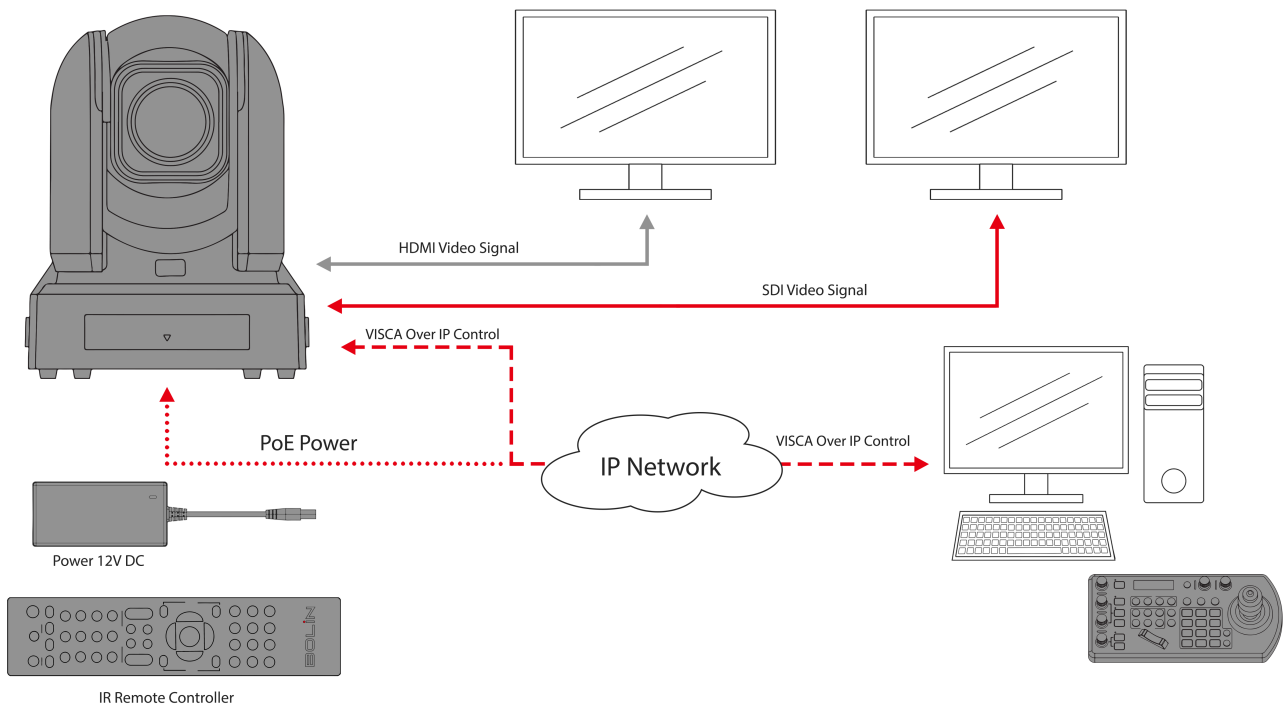 HDMI Video Signal
SDI Video Signal
VISCA Over IP Control
PoE Power
IP Network
VISCA Over IP Control
Power 12V DC
BOLIN
IR Remote Controller